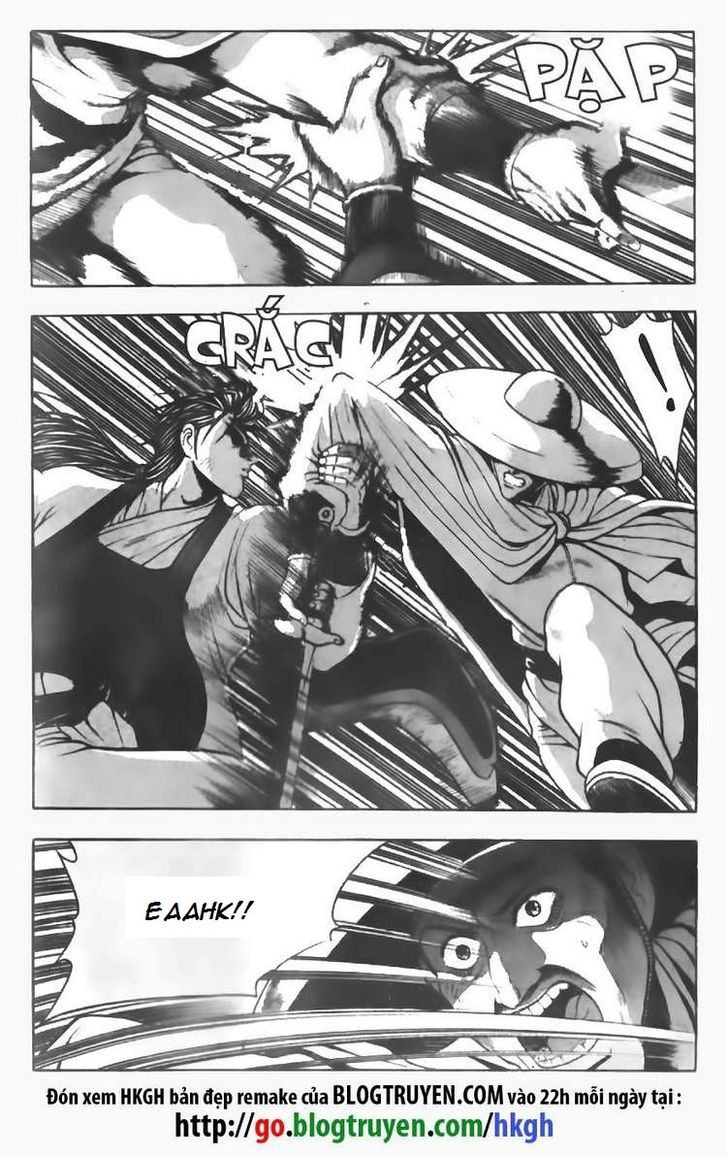 PẶP
CRẮC
!
EAAHK!!
Đón xem HKGH bản đẹp remake của BLOGTRUYEN.COM vào 22h mỗi ngày tại :
http://go.blogtruyen.com/hkgh